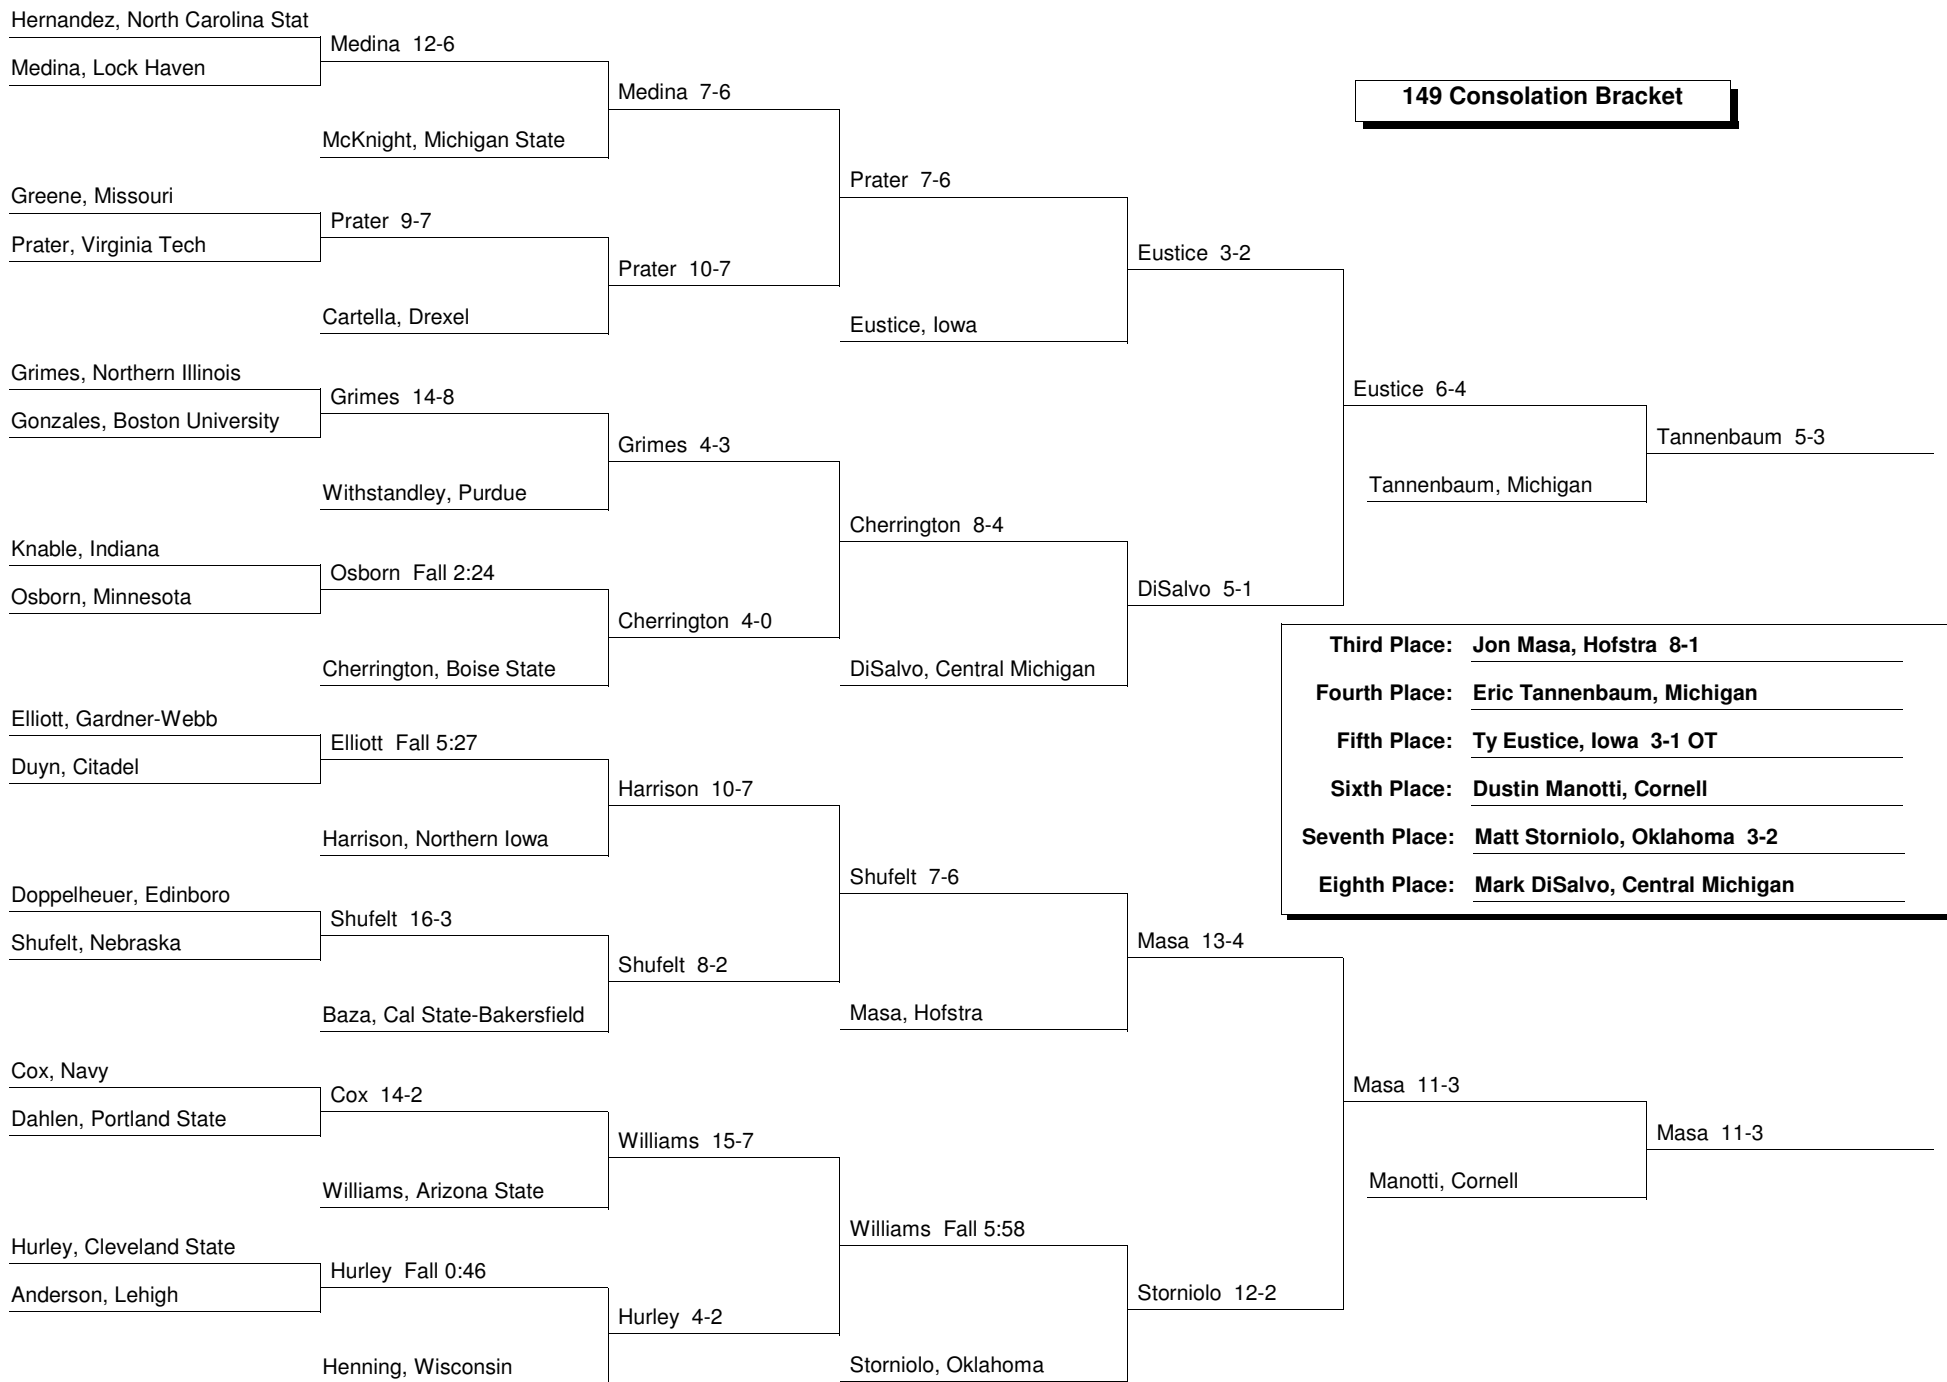 Hernandez, North Carolina Stat
Medina 12-6
Medina, Lock Haven
Medina 7-6
149 Consolation Bracket
McKnight, Michigan State
Prater 7-6
Greene, Missouri
Prater 9-7
Prater, Virginia Tech
Eustice 3-2
Prater 10-7
Cartella, Drexel
Eustice, Iowa
Grimes, Northern Illinois
Eustice 6-4
Grimes 14-8
Gonzales, Boston University
Tannenbaum 5-3
Grimes 4-3
Tannenbaum, Michigan
Withstandley, Purdue
Cherrington 8-4
Knable, Indiana
Osborn Fall 2:24
DiSalvo 5-1
Osborn, Minnesota
Cherrington 4-0
Third Place: Jon Masa, Hofstra 8-1
Cherrington, Boise State
DiSalvo, Central Michigan
Fourth Place: Eric Tannenbaum, Michigan
Elliott, Gardner-Webb
Elliott Fall 5:27
Fifth Place: Ty Eustice, Iowa 3-1 OT
Duyn, Citadel
Harrison 10-7
Sixth Place: Dustin Manotti, Cornell
Harrison, Northern Iowa
Seventh Place: Matt Storniolo, Oklahoma 3-2
Shufelt 7-6
Eighth Place: Mark DiSalvo, Central Michigan
Doppelheuer, Edinboro
Shufelt 16-3
Shufelt, Nebraska
Masa 13-4
Shufelt 8-2
Baza, Cal State-Bakersfield
Masa, Hofstra
Cox, Navy
Masa 11-3
Cox 14-2
Dahlen, Portland State
Masa 11-3
Williams 15-7
Manotti, Cornell
Williams, Arizona State
Williams Fall 5:58
Hurley, Cleveland State
Hurley Fall 0:46
Storniolo 12-2
Anderson, Lehigh
Hurley 4-2
Henning, Wisconsin
Storniolo, Oklahoma